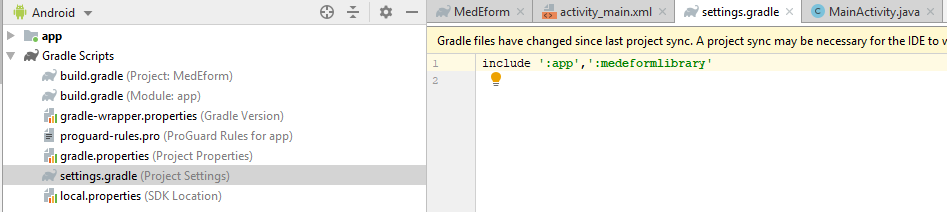 Android
app
Gradle Scripts
build.gradle (Project: MedEform)
build.gradle (Module: app)
gradle-wrapper.properties (Gradle Version)
proguard-rules.pro (ProGuard Rules for app)
gradle.properties (Project Properties)
settings.gradle (Project Settings)
local.properties (SDK Location)
MedEForm
activity_main.xml
settings.gradle
MainActivity.java
Gradle files have changed since last project sync. A project sync may be necessary for the IDE to
1 include ':app',':medeformlibrary'
2